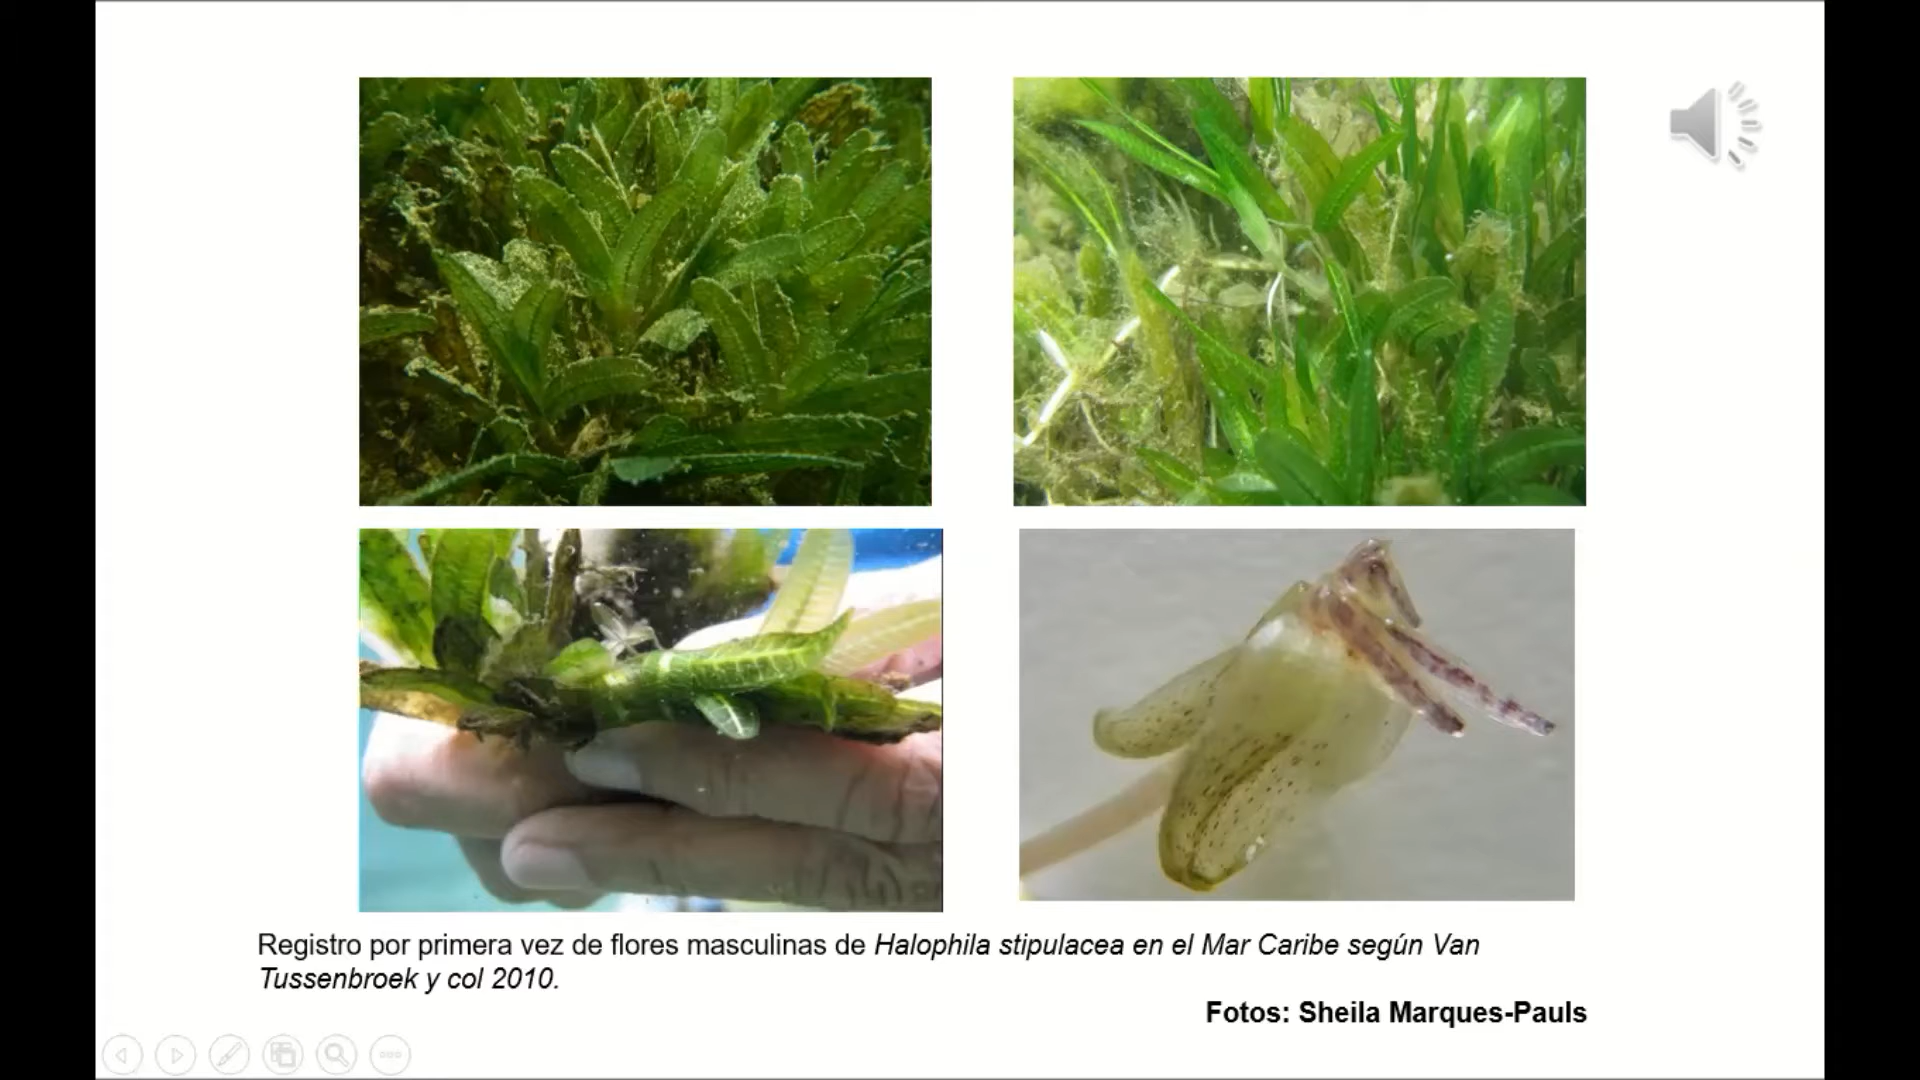 Registro por primera vez de flores masculinas de Halophila stipulacea en el Mar Caribe según Van
Tussenbroek y col 2010.
Fotos: Sheila Marques-Pauls